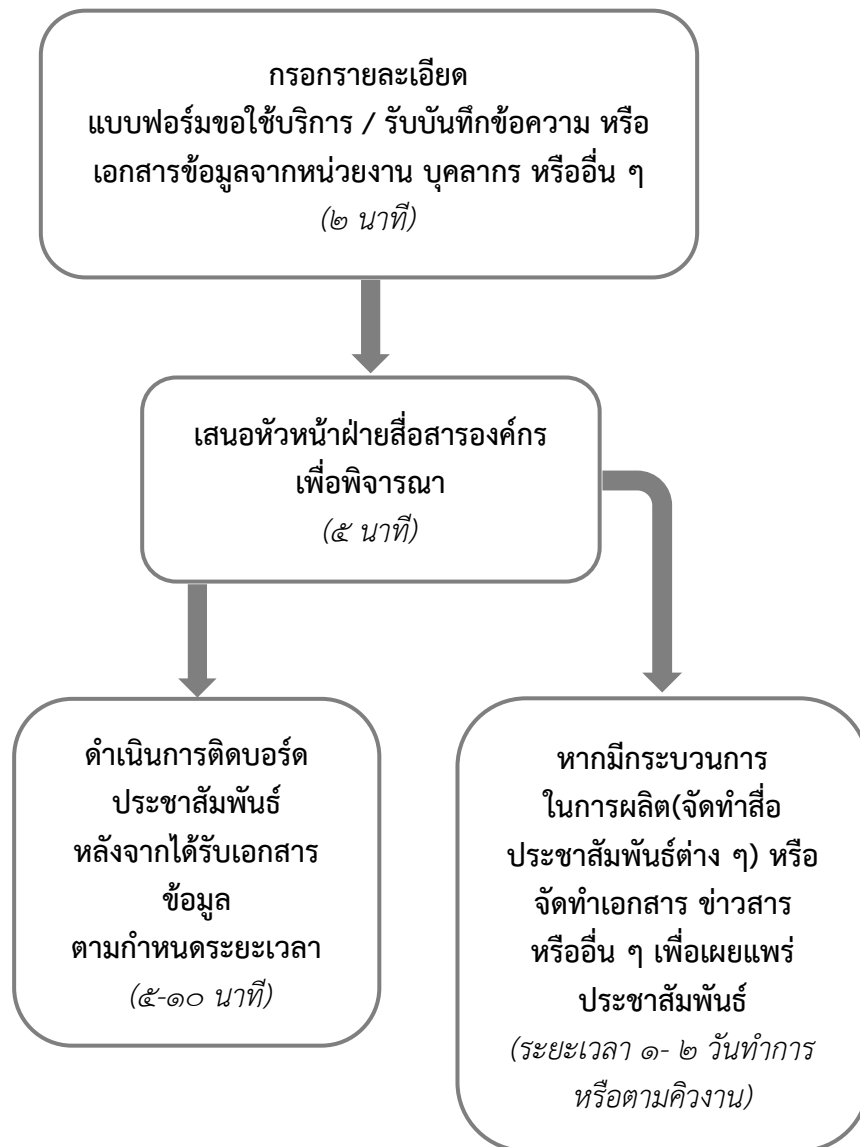 กรอกรายละเอียด
แบบฟอร์มขอใช้บริการ / รับบันทึกข้อความ หรือ
เอกสารข้อมูลจากหน่วยงาน บุคลากร หรืออื่น ๆ
(๒ นาที)
เสนอหัวหน้าฝ่ายสื่อสารองค์กร
เพื่อพิจารณา
(๕ นาที)
ดำเนินการติดบอร์ด
ประชาสัมพันธ์
หลังจากได้รับเอกสาร
ข้อมูล
ตามกำหนดระยะเวลา
(๕-๑๐ นาที)
หากมีกระบวนการ
ในการผลิต(จัดทำสื่อ
ประชาสัมพันธ์ต่าง ๆ) หรือ
จัดทำเอกสาร ข่าวสาร
หรืออื่น ๆ เพื่อเผยแพร่
ประชาสัมพันธ์
(ระยะเวลา ๑- ๒ วันทำการ
หรือตามคิวงาน)